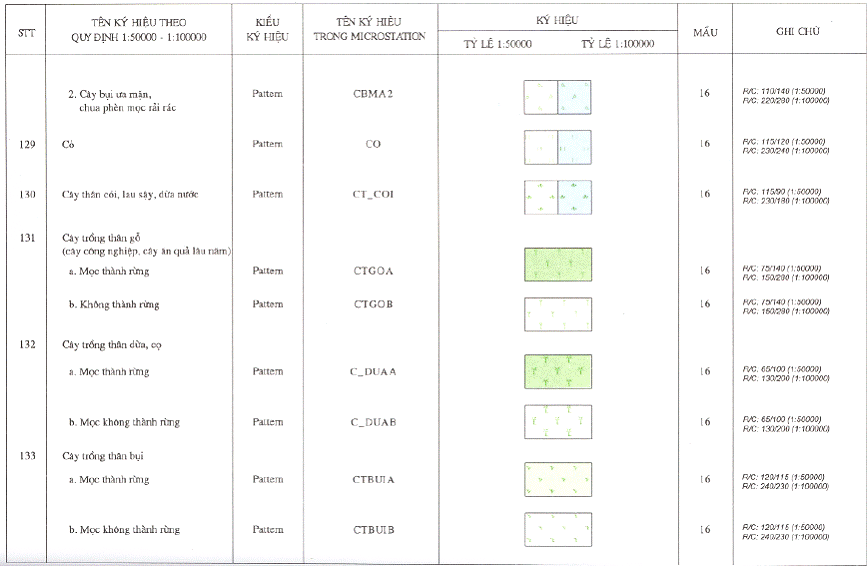 STT
TÊN KÝ HIỆU THEO
QUY ĐỊNH 1:50000 - 1:100000
KIỂU
KÝ HIỆU
TÊN KÝ HIỆU
TRONG MICROSTATION
KÝ HIỆU
TỶ LỆ 1:50000 TỶ LỆ 1:100000
MẦU
GHI CHÚ
2. Cây bụi ưa mặn,
chua phèn mọc rải rác
Pattern CBMA2 16
R/C: 110/140 (1:50000)
R/C: 220/280 (1:100000)
129 Cỏ Pattern CO 16
R/C: 115/120 (1:50000)
R/C: 230/240 (1:100000)
130 Cây thân cói, lau sậy, dừa nước Pattern CT_COI 16
R/C: 115/90 (1:50000)
R/C: 230/180 (1:100000)
131 Cây trồng thân gỗ
(cây công nghiệp, cây ăn quả lâu năm)
a. Mọc thành rừng Pattern CTGOA 16
R/C: 75/140 (1:50000)
R/C: 150/280 (1:100000)
b. Không thành rừng Pattern CTGOB 16
R/C: 75/140 (1:50000)
R/C: 150/280 (1:100000)
132 Cây trồng thân dừa, cọ
a. Mọc thành rừng Pattern C_DUAA 16
R/C: 65/100 (1:50000)
R/C: 130/200 (1:100000)
b. Mọc không thành rừng Pattern C_DUAB 16
R/C: 65/100 (1:50000)
R/C: 130/200 (1:100000)
133 Cây trồng thân bụi
a. Mọc thành rừng Pattern CTBUIA 16
R/C: 120/115 (1:50000)
R/C: 240/230 (1:100000)
b. Mọc không thành rừng Pattern CTBUIB 16
R/C: 120/115 (1:50000)
R/C: 240/230 (1:100000)